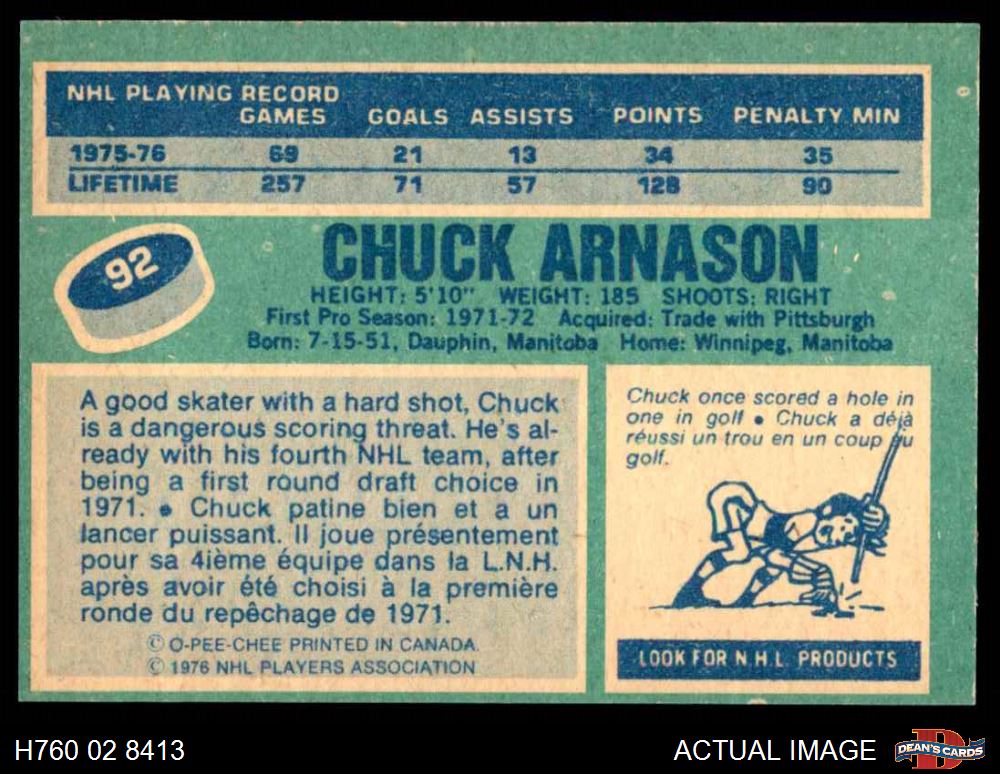 NHL PLAYING RECORD
GAMES GOALS ASSISTS POINTS PENALTY MIN
1975-76 69 21 13 34 35
LIFETIME 257 71 57 128 90
92
CHUCK ARNASON
HEIGHT: 5'10" WEIGHT: 185 SHOOTS: RIGHT
First Pro Season: 1971-72 Acquired: Trade with Pittsburgh
Born: 7-15-51, Dauphin, Manitoba Home: Winnipeg, Manitoba
A good skater with a hard shot, Chuck
is a dangerous scoring threat. He's al-
ready with his fourth NHL team, after
being a first round draft choice in
1971. • Chuck patine bien et a un
lancer puissant. Il joue présentement
pour sa 4ième équipe dans la L.N.H.
après avoir été choisi à la première
ronde du repêchage de 1971.
© O-PEE-CHEE PRINTED IN CANADA.
© 1976 NHL PLAYERS ASSOCIATION
Chuck once scored a hole in
one in golf • Chuck a déjà
réussi un trou en un coup au
golf.
LOOK FOR N.H.L. PRODUCTS
H760 02 8413
ACTUAL IMAGE
D
DEAN'S CARDS